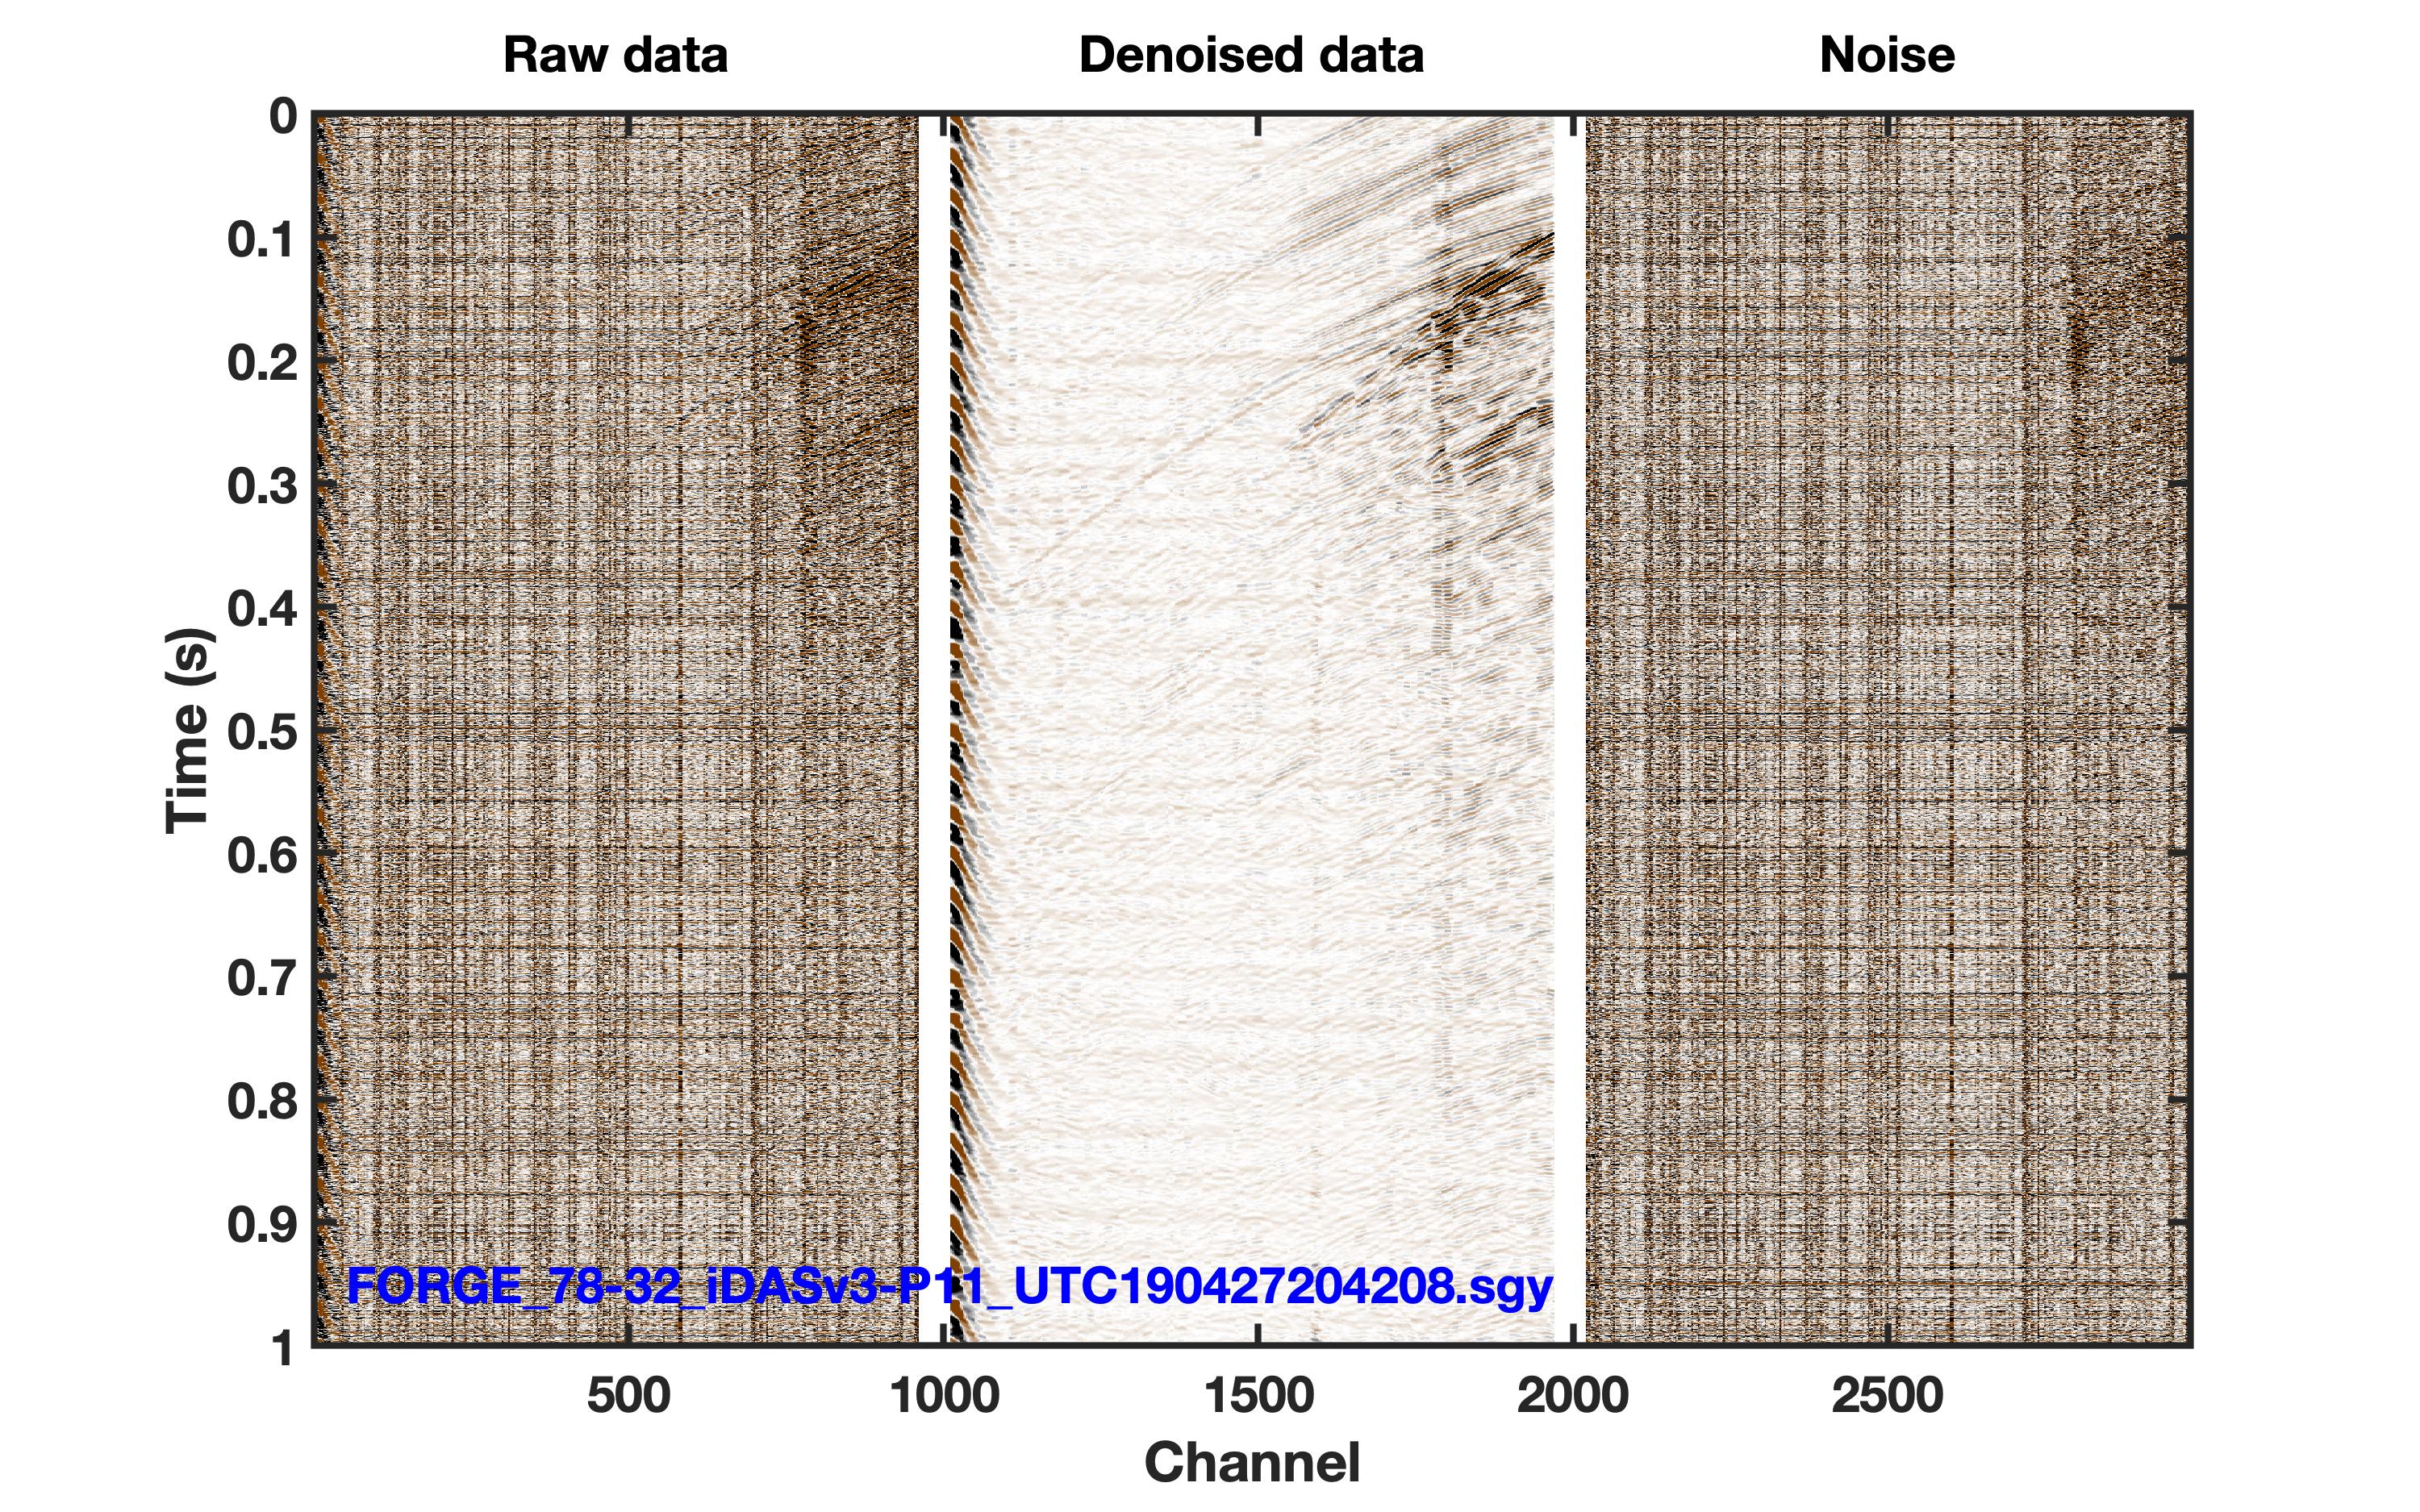 Raw data Denoised data Noise
0
0.1
0.2
0.3
0.4
0.5
0.6
0.7
0.8
0.9
1
Time (s)
FORGE_78-32_iDASv3-P11_UTC190427204208.sgy
500 1000 1500 2000 2500
Channel